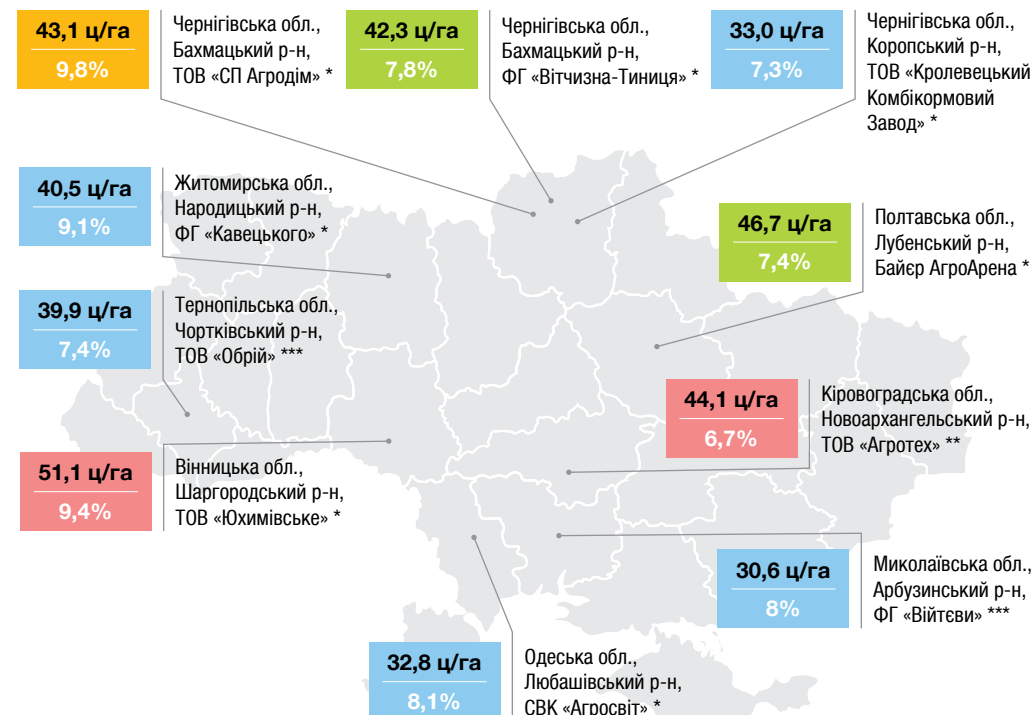 43,1 ц/га
9,8%
Чернігівська обл.,
Бахмацький р-н,
ТОВ «СП Агродім» *
42,3 ц/га
7,8%
Чернігівська обл.,
Бахмацький р-н,
ФГ «Вітчизна-Тиниця» *
33,0 ц/га
7,3%
Чернігівська обл.,
Коропський р-н,
ТОВ «Кролевецький
Комбікормовий
Завод» *
40,5 ц/га
9,1%
Житомирська обл.,
Народицький р-н,
ФГ «Кавецького» *
46,7 ц/га
7,4%
Полтавська обл.,
Лубенський р-н,
Байєр АгроАрена *
39,9 ц/га
7,4%
Тернопільська обл.,
Чортківський р-н,
ТОВ «Обрій» ***
44,1 ц/га
6,7%
Кіровоградська обл.,
Новоархангельський р-н,
ТОВ «Агротех» **
51,1 ц/га
9,4%
Вінницька обл.,
Шаргородський р-н,
ТОВ «Юхимівське» *
30,6 ц/га
8%
Миколаївська обл.,
Арбузинський р-н,
ФГ «Війтєви» ***
32,8 ц/га
8,1%
Одеська обл.,
Любашівський р-н,
СВК «Агросвіт» *